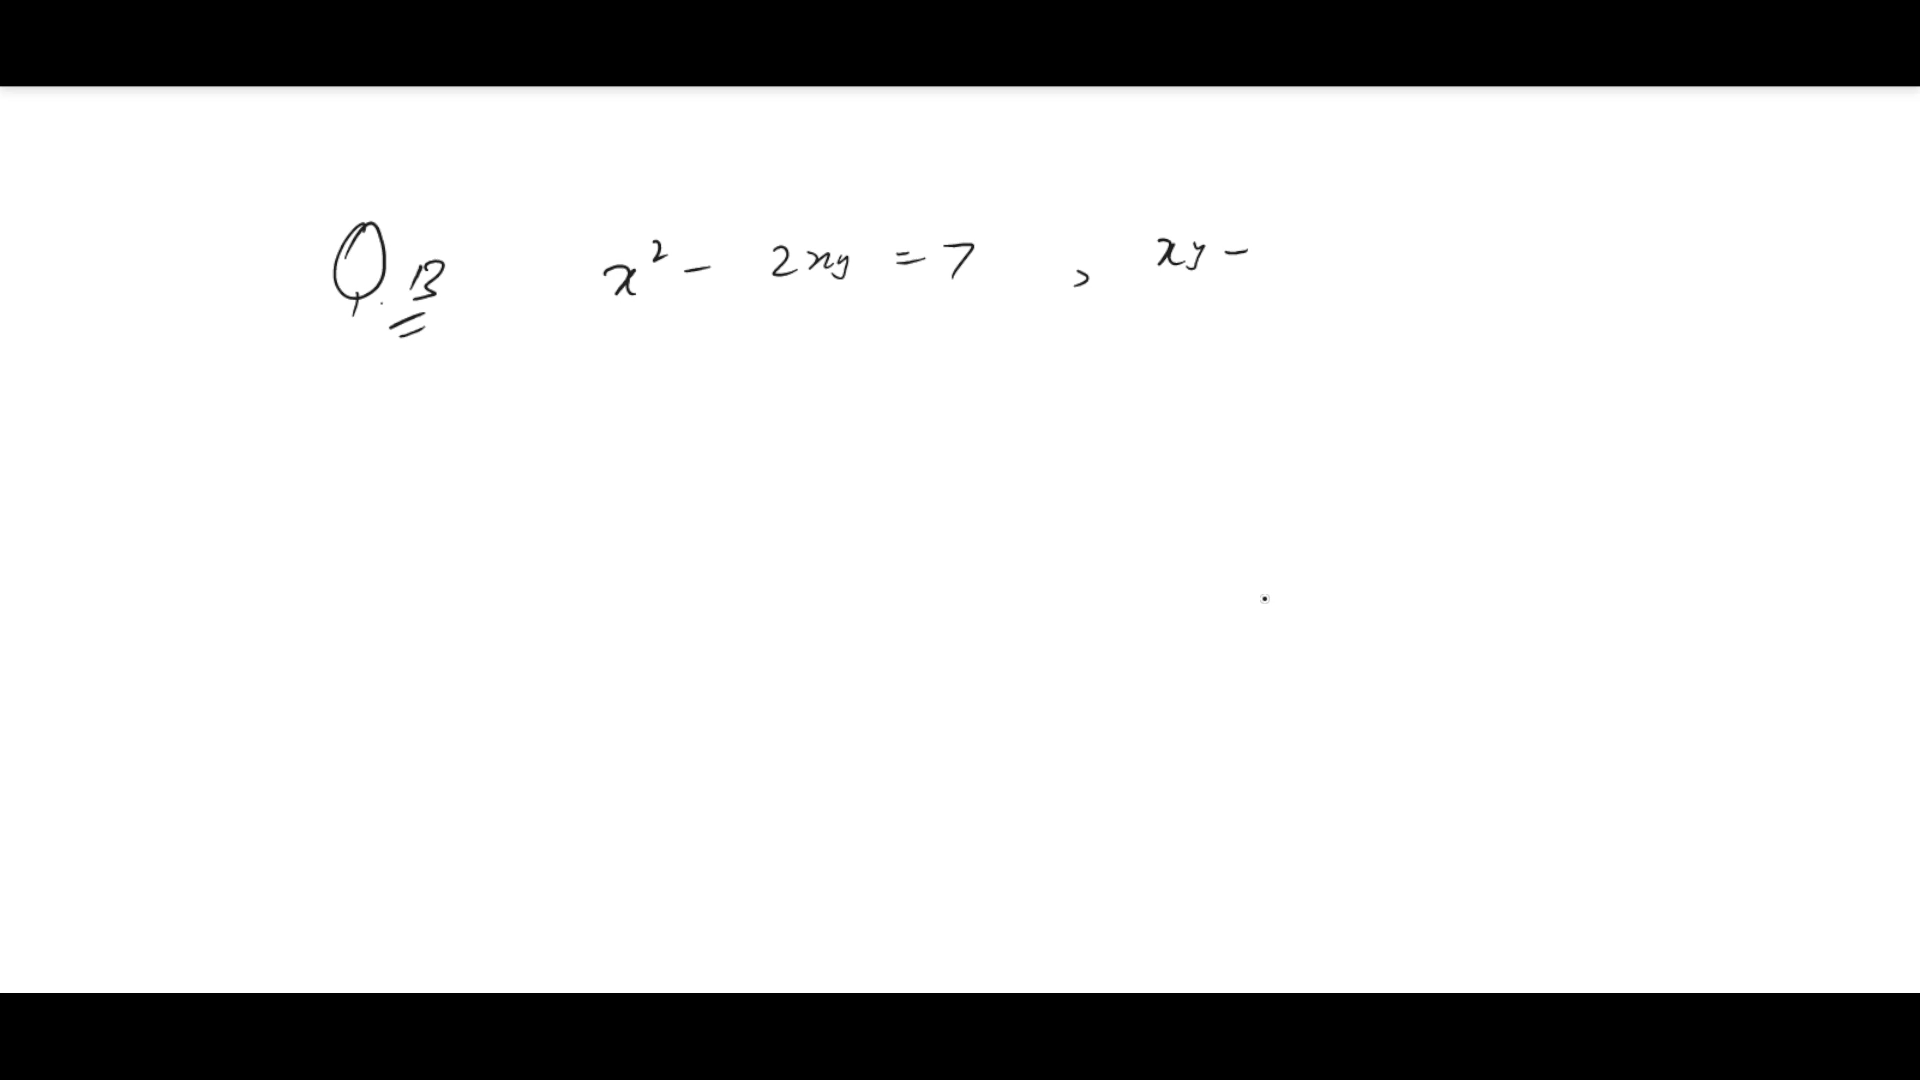 Q.13 x² - 2xy = 7 , xy -